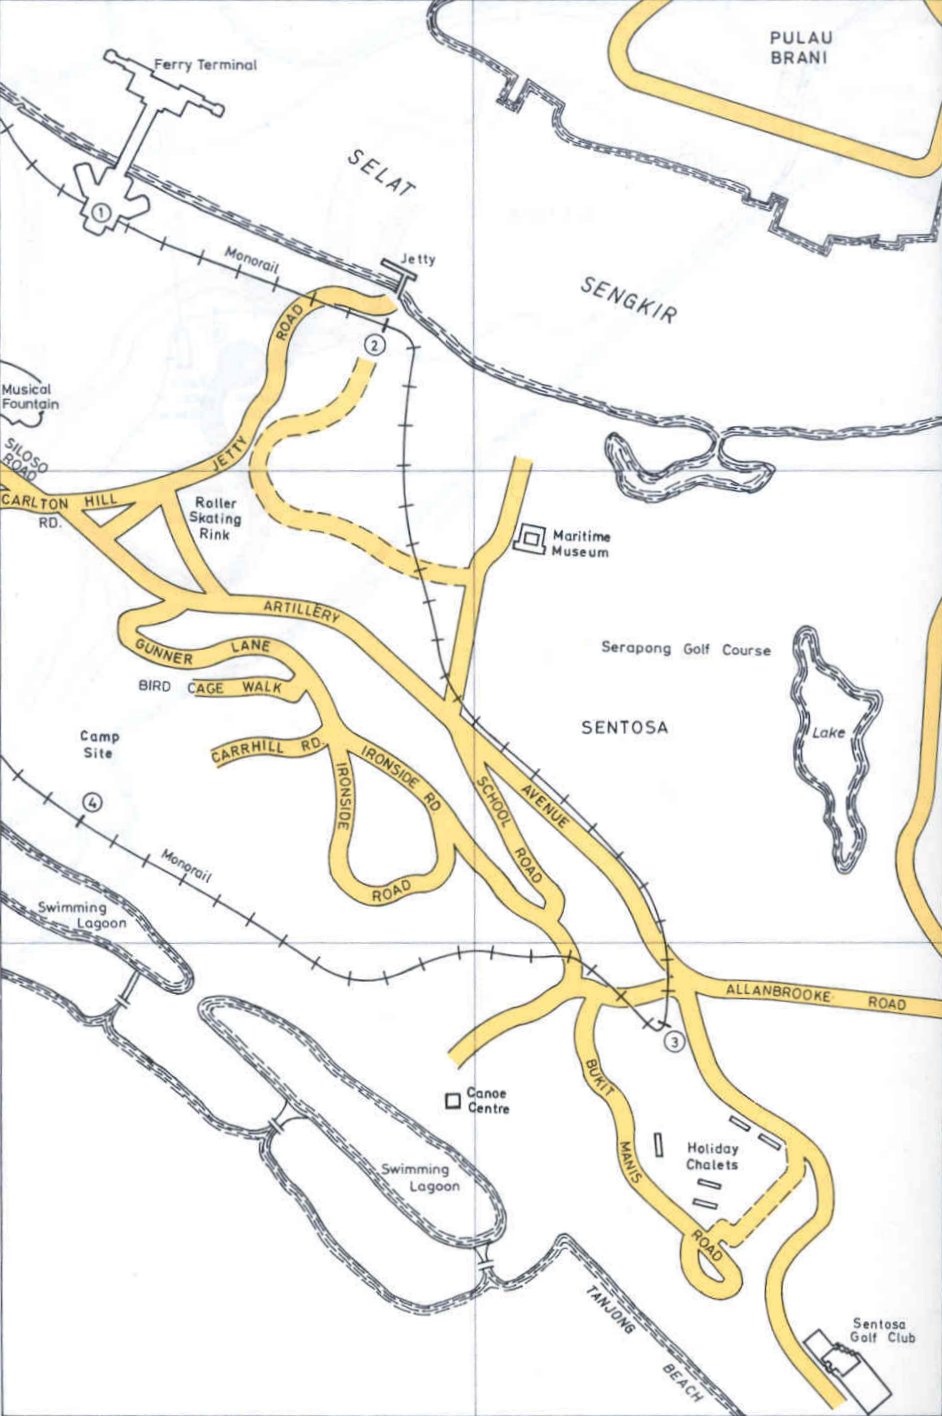 PULAU
BRANI
Ferry Terminal
SELAT
1
Monorail
Jetty
SENGKIR
ROAD
2
Musical
Fountain
SILOSO
ROAD
JETTY
CARLTON HILL
RD.
Roller
Skating
Rink
Maritime
Museum
ARTILLERY
GUNNER LANE
Serapong Golf Course
BIRD CAGE WALK
SENTOSA
Lake
Camp
Site
CARRHILL RD.
IRONSIDE RD
IRONSIDE
SCHOOL ROAD
AVENUE
4
Monorail
ROAD
Swimming
Lagoon
ALLANBROOKE ROAD
3
BUKIT
Canoe
Centre
MANIS
Holiday
Chalets
Swimming
Lagoon
ROAD
TANJONG
BEACH
Sentosa
Golf Club